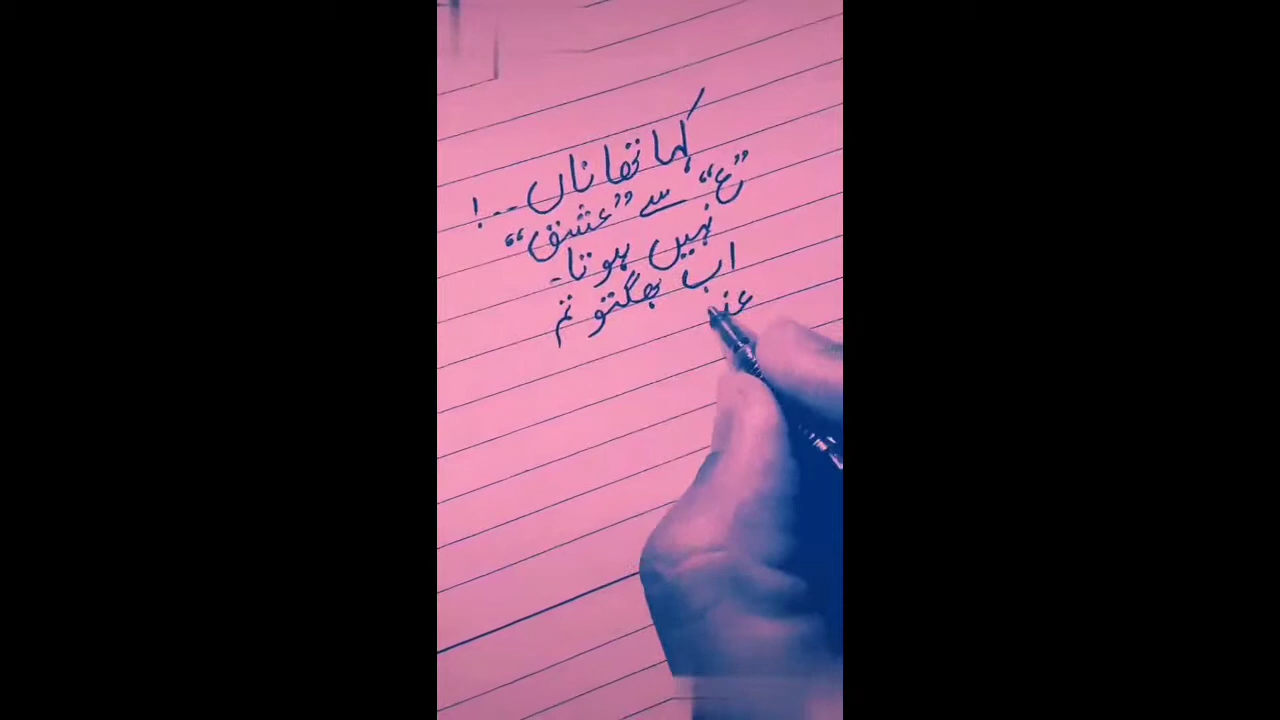 کہا تھا ناں ۔۔!
”ع“ سے ”عشق“
نہیں ہوتا۔
اب بھگتو تم